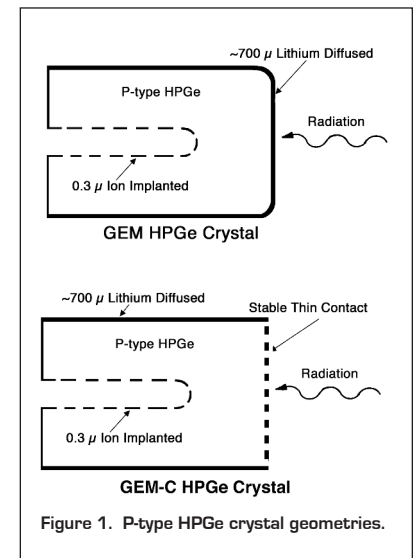 ~700 µ Lithium Diffused
P-type HPGe
Radiation
0.3 µ Ion Implanted
GEM HPGe Crystal
~700 µ Lithium Diffused
Stable Thin Contact
P-type HPGe
Radiation
0.3 µ Ion Implanted
GEM-C HPGe Crystal
Figure 1. P-type HPGe crystal geometries.